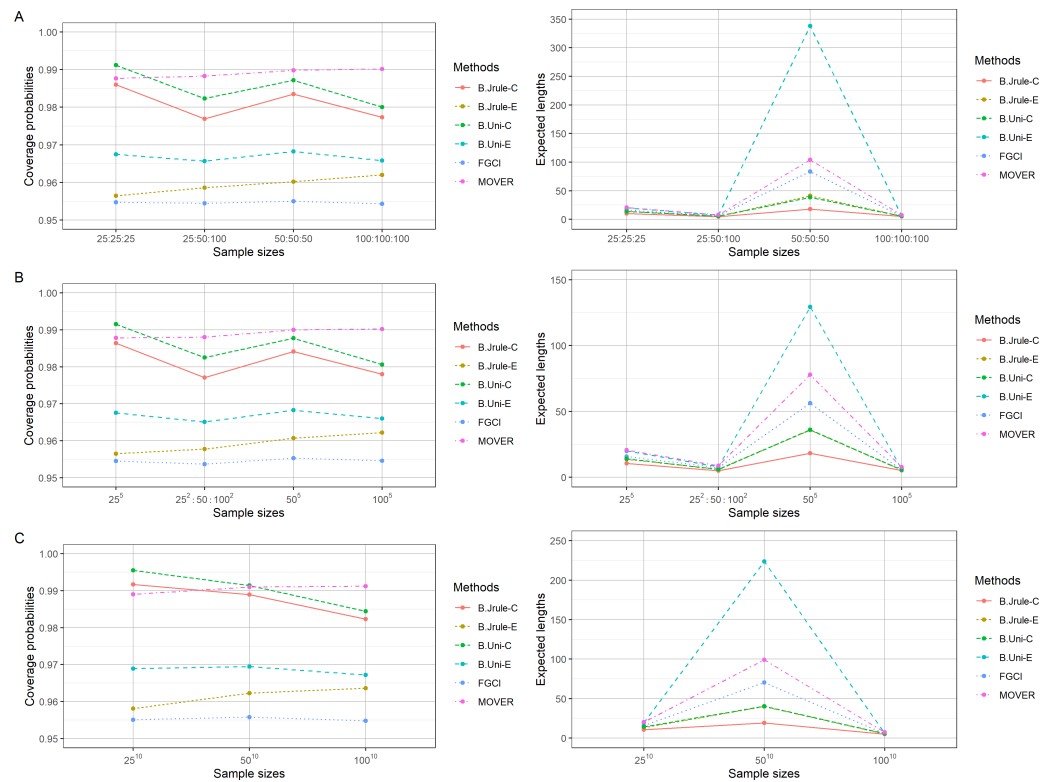 A
Coverage probabilities
1.00
0.99
0.98
0.97
0.96
0.95
25:25:25 25:50:100 50:50:50 100:100:100
Sample sizes
Methods
B.Jrule-C
B.Jrule-E
B.Uni-C
B.Uni-E
FGCI
MOVER
Expected lengths
350
300
250
200
150
100
50
0
25:25:25 25:50:100 50:50:50 100:100:100
Sample sizes
Methods
B.Jrule-C
B.Jrule-E
B.Uni-C
B.Uni-E
FGCI
MOVER
B
Coverage probabilities
1.00
0.99
0.98
0.97
0.96
0.95
25⁵ 25²:50:100² 50⁵ 100⁵
Sample sizes
Methods
B.Jrule-C
B.Jrule-E
B.Uni-C
B.Uni-E
FGCI
MOVER
Expected lengths
150
100
50
0
25⁵ 25²:50:100² 50⁵ 100⁵
Sample sizes
Methods
B.Jrule-C
B.Jrule-E
B.Uni-C
B.Uni-E
FGCI
MOVER
C
Coverage probabilities
1.00
0.99
0.98
0.97
0.96
0.95
25¹⁰ 50¹⁰ 100¹⁰
Sample sizes
Methods
B.Jrule-C
B.Jrule-E
B.Uni-C
B.Uni-E
FGCI
MOVER
Expected lengths
250
200
150
100
50
0
25¹⁰ 50¹⁰ 100¹⁰
Sample sizes
Methods
B.Jrule-C
B.Jrule-E
B.Uni-C
B.Uni-E
FGCI
MOVER